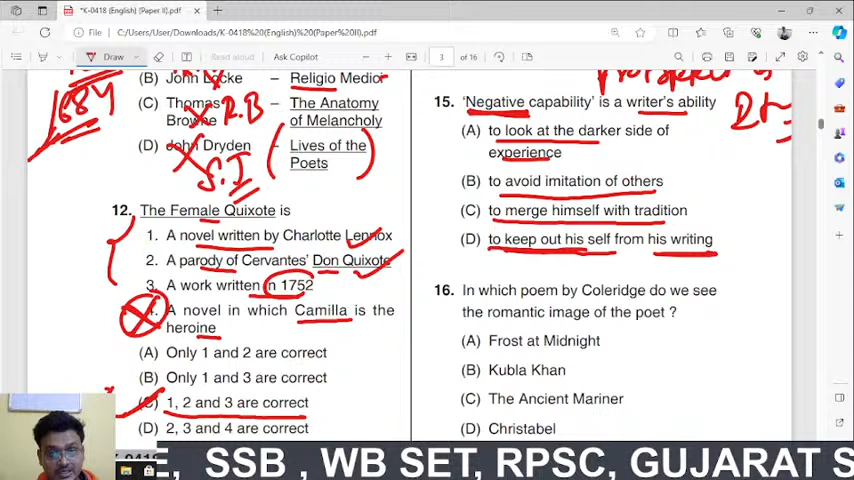 *K-0418 (English) (Paper II).pdf
File C:/Users/User/Downloads/K-0418%20(English)%20(Paper%20II).pdf
Draw Read aloud Ask Copilot 3 of 16
(B) John Locke – Religio Medici
1684
(C) Thomas Browne – The Anatomy of Melancholy
R.B
(D) John Dryden – Lives of the Poets
S.J
12. The Female Quixote is
1. A novel written by Charlotte Lennox
2. A parody of Cervantes' Don Quixote
3. A work written in 1752
4. A novel in which Camilla is the
heroine
(A) Only 1 and 2 are correct
(B) Only 1 and 3 are correct
(C) 1, 2 and 3 are correct
(D) 2, 3 and 4 are correct
15. 'Negative capability' is a writer's ability
(A) to look at the darker side of
experience
(B) to avoid imitation of others
(C) to merge himself with tradition
(D) to keep out his self from his writing
16. In which poem by Coleridge do we see
the romantic image of the poet ?
(A) Frost at Midnight
(B) Kubla Khan
(C) The Ancient Mariner
(D) Christabel
E, SSB , WB SET, RPSC, GUJARAT S